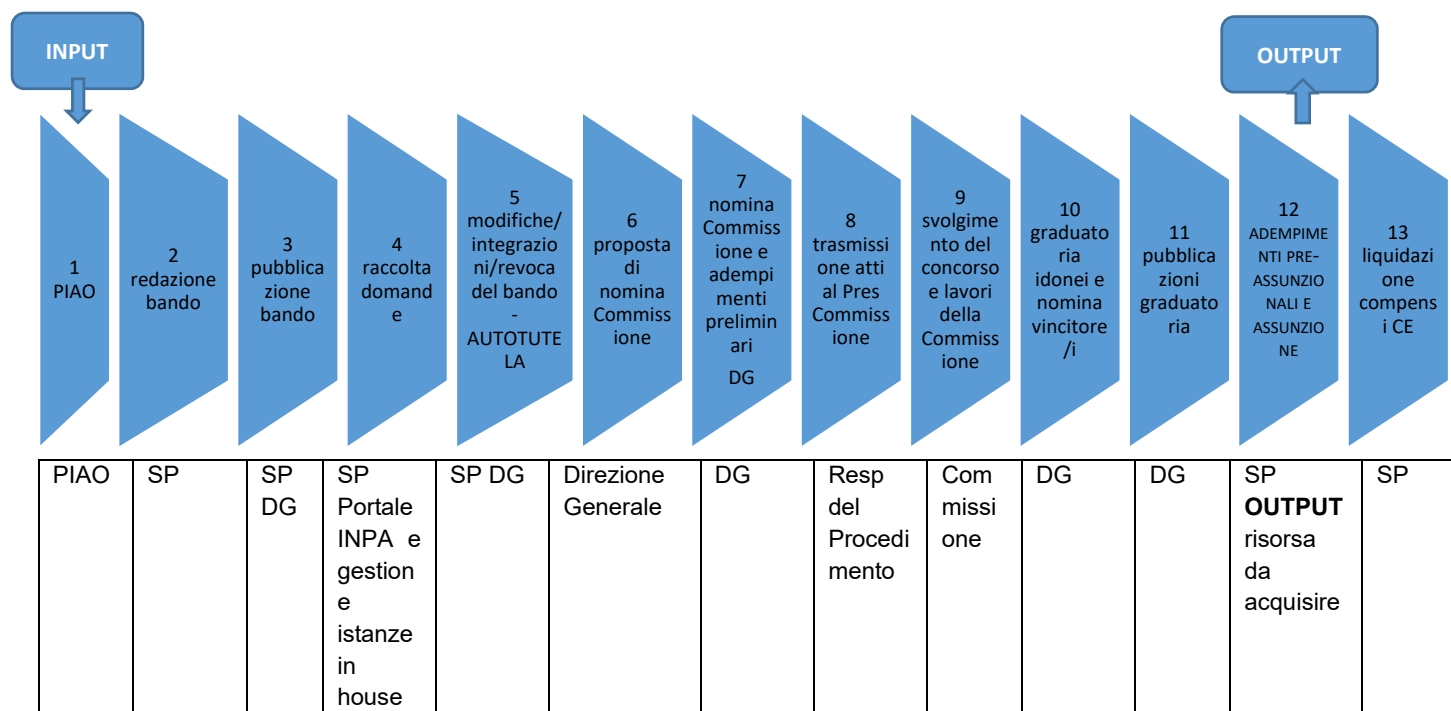 INPUT
OUTPUT
1
PIAO
2
redazione
bando
3
pubblica
zione
bando
4
raccolta
domand
e
5
modifiche/
integrazio
ni/revoca
del bando
-
AUTOTUTE
LA
6
proposta
di
nomina
Commiss
ione
7
nomina
Commiss
ione e
adempi
menti
prelimin
ari
DG
8
trasmissi
one atti
al Pres
Commiss
ione
9
svolgime
nto del
concorso
e lavori
della
Commiss
ione
10
graduato
ria
idonei e
nomina
vincitore
/i
11
pubblica
zioni
graduato
ria
12
ADEMPIME
NTI PRE-
ASSUNZIO
NALI E
ASSUNZIO
NE
13
liquidazi
one
compens
i CE
PIAO
SP
SP
DG
SP
Portale
INPA e
gestion
e
istanze
in
house
SP DG
Direzione
Generale
DG
Resp
del
Procedi
mento
Com
missi
one
DG
DG
SP
OUTPUT
risorsa
da
acquisire
SP